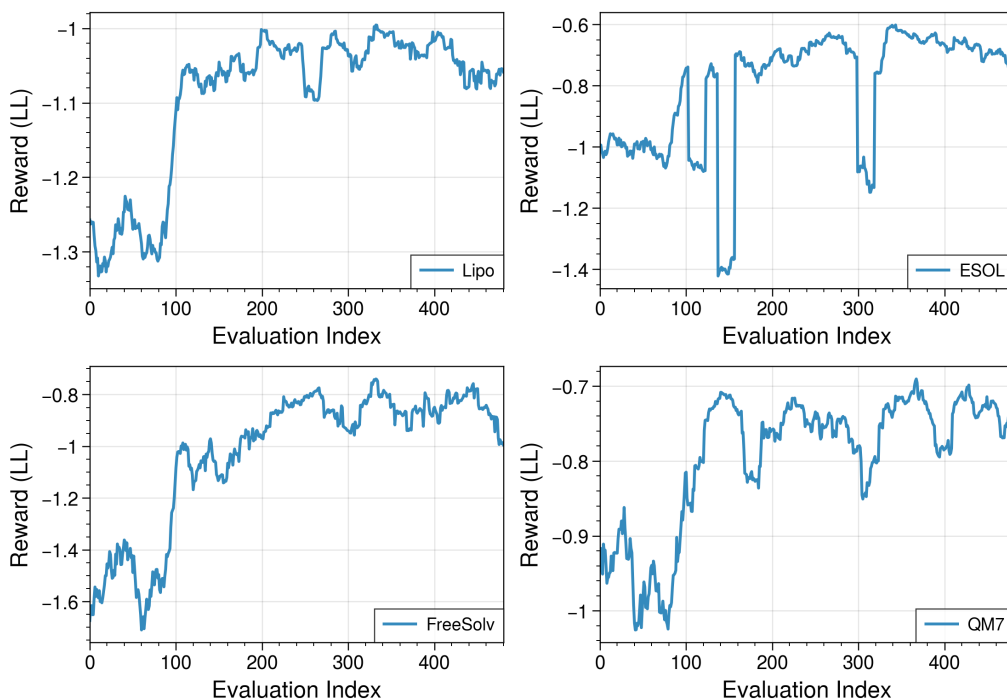 −1
−1.1
−1.2
−1.3
Reward (LL)
0 100 200 300 400
Evaluation Index
Lipo
−0.6
−0.8
−1
−1.2
−1.4
Reward (LL)
0 100 200 300 400
Evaluation Index
ESOL
−0.8
−1
−1.2
−1.4
−1.6
Reward (LL)
0 100 200 300 400
Evaluation Index
FreeSolv
−0.7
−0.8
−0.9
−1
Reward (LL)
0 100 200 300 400
Evaluation Index
QM7